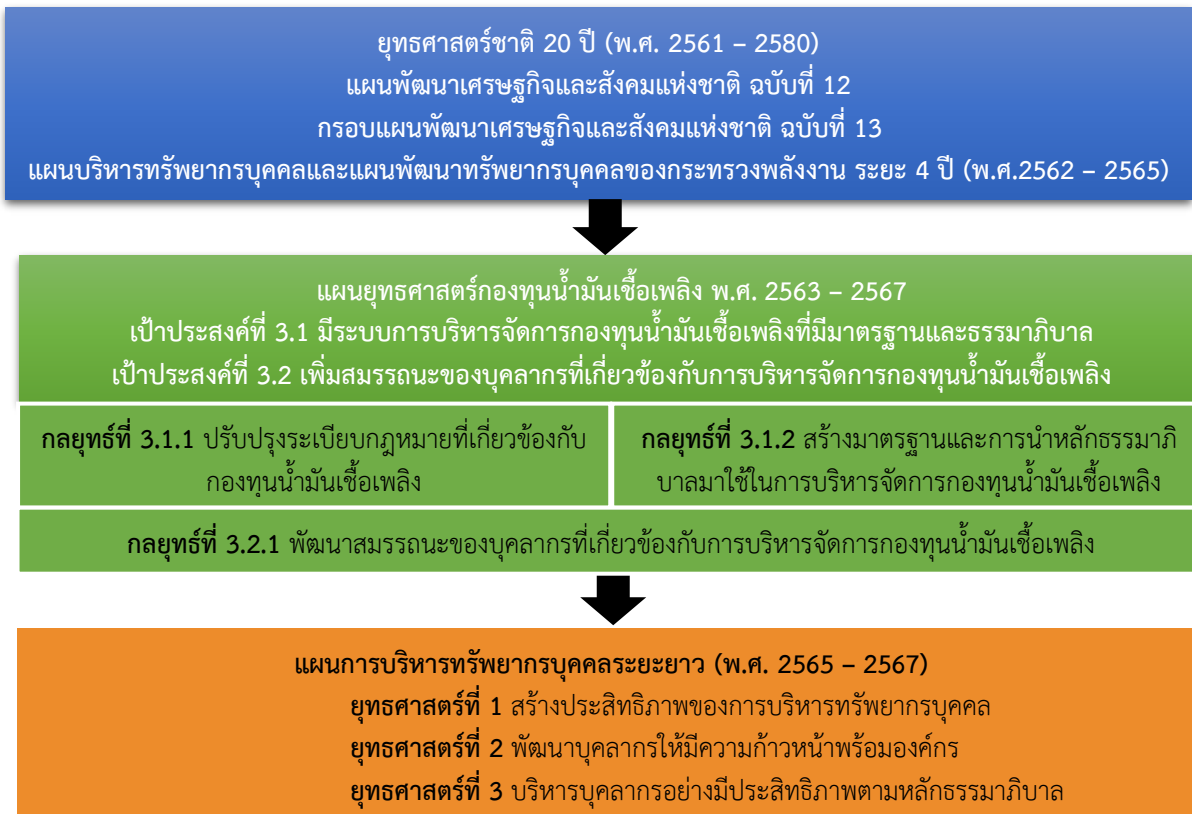 ยุทธศาสตร์ชาติ 20 ปี (พ.ศ. 2561 – 2580)
แผนพัฒนาเศรษฐกิจและสังคมแห่งชาติ ฉบับที่ 12
กรอบแผนพัฒนาเศรษฐกิจและสังคมแห่งชาติ ฉบับที่ 13
แผนบริหารทรัพยากรบุคคลและแผนพัฒนาทรัพยากรบุคคลของกระทรวงพลังงาน ระยะ 4 ปี (พ.ศ.2562 – 2565)
แผนยุทธศาสตร์กองทุนน้ำมันเชื้อเพลิง พ.ศ. 2563 – 2567
เป้าประสงค์ที่ 3.1 มีระบบการบริหารจัดการกองทุนน้ำมันเชื้อเพลิงที่มีมาตรฐานและธรรมาภิบาล
เป้าประสงค์ที่ 3.2 เพิ่มสมรรถนะของบุคลากรที่เกี่ยวข้องกับการบริหารจัดการกองทุนน้ำมันเชื้อเพลิง
กลยุทธ์ที่ 3.1.1 ปรับปรุงระเบียบกฎหมายที่เกี่ยวข้องกับ
กองทุนน้ำมันเชื้อเพลิง
กลยุทธ์ที่ 3.1.2 สร้างมาตรฐานและการนำหลักธรรมาภิ
บาลมาใช้ในการบริหารจัดการกองทุนน้ำมันเชื้อเพลิง
กลยุทธ์ที่ 3.2.1 พัฒนาสมรรถนะของบุคลากรที่เกี่ยวข้องกับการบริหารจัดการกองทุนน้ำมันเชื้อเพลิง
แผนการบริหารทรัพยากรบุคคลระยะยาว (พ.ศ. 2565 – 2567)
ยุทธศาสตร์ที่ 1 สร้างประสิทธิภาพของการบริหารทรัพยากรบุคคล
ยุทธศาสตร์ที่ 2 พัฒนาบุคลากรให้มีความก้าวหน้าพร้อมองค์กร
ยุทธศาสตร์ที่ 3 บริหารบุคลากรอย่างมีประสิทธิภาพตามหลักธรรมาภิบาล